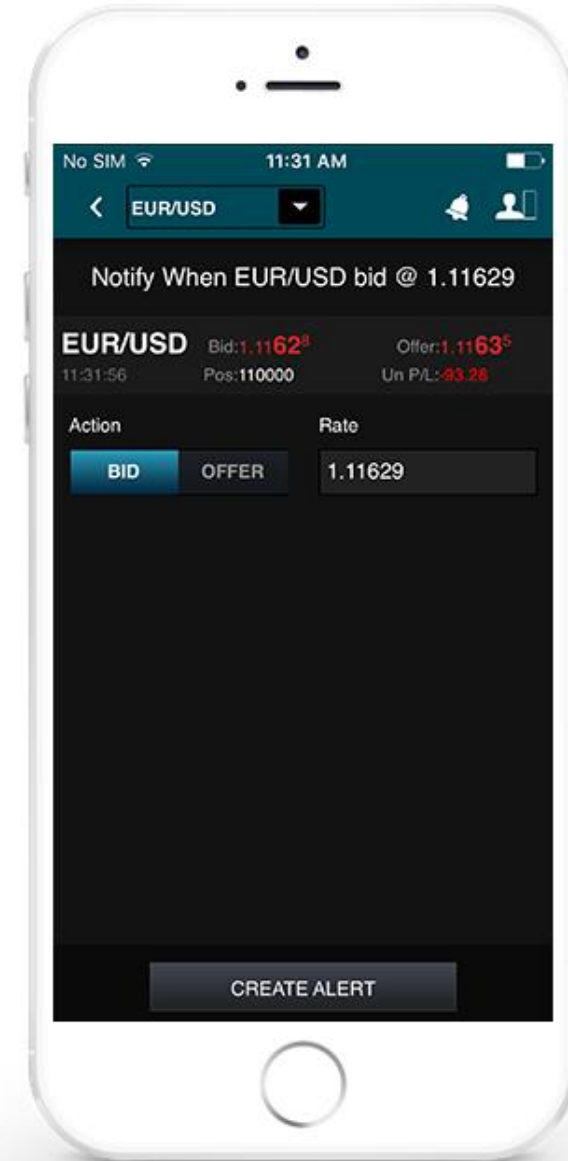 No SIM 11:31 AM
EUR/USD
Notify When EUR/USD bid @ 1.11629
EUR/USD Bid:1.11628 Offer:1.11635
11:31:56 Pos:110000 Un P/L:-93.28
Action Rate
BID OFFER 1.11629
CREATE ALERT